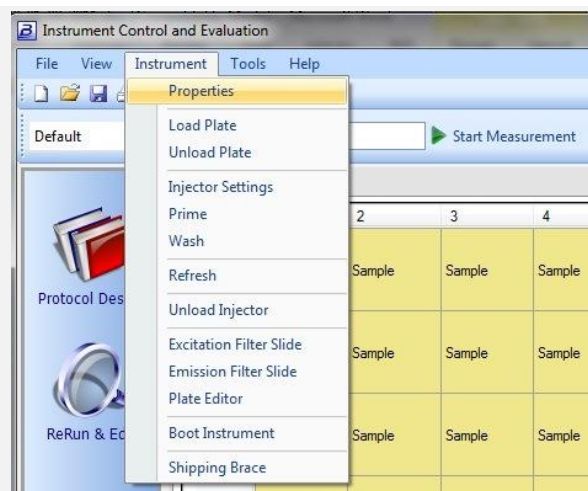 Instrument Control and Evaluation
File View Instrument Tools Help
Properties
Default
Start Measurement
Load Plate
Unload Plate
Injector Settings
Prime
Wash
Refresh
Unload Injector
Excitation Filter Slide
Emission Filter Slide
Plate Editor
Boot Instrument
Shipping Brace
2 3 4
Sample Sample Sample
Protocol Des
Sample Sample Sample
ReRun & Ec
Sample Sample Sample